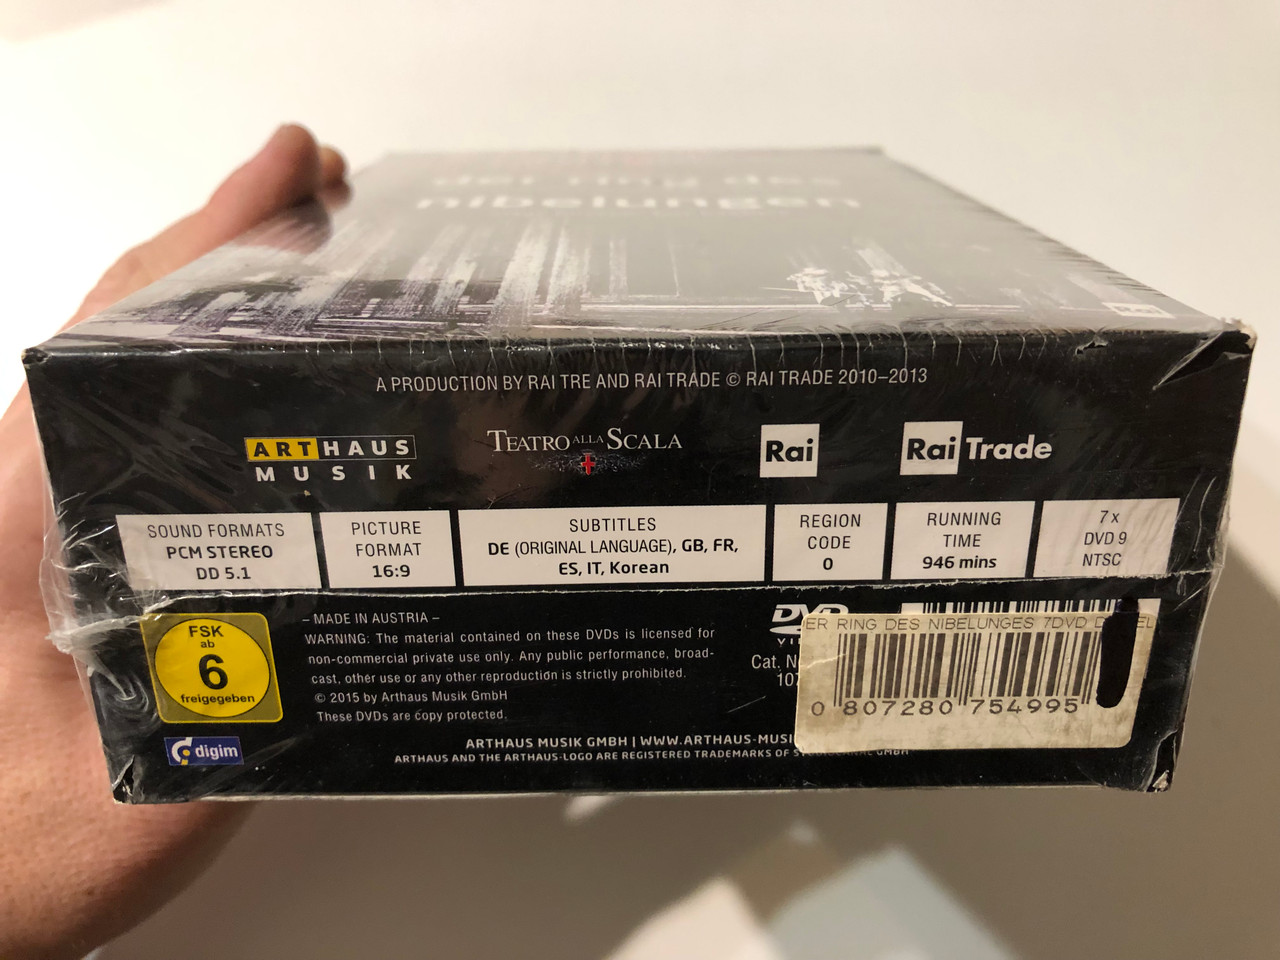 der ring des
nibelungen
Rai
A PRODUCTION BY RAI TRE AND RAI TRADE © RAI TRADE 2010–2013
ARTHAUS
MUSIK
TEATRO ALLA SCALA
Rai
Rai Trade
SOUND FORMATS
PCM STEREO
DD 5.1
PICTURE
FORMAT
16:9
SUBTITLES
DE (ORIGINAL LANGUAGE), GB, FR,
ES, IT, Korean
REGION
CODE
0
RUNNING
TIME
946 mins
7 x
DVD 9
NTSC
FSK
ab
6
freigegeben
digim
– MADE IN AUSTRIA –
WARNING: The material contained on these DVDs is licensed for
non-commercial private use only. Any public performance, broad-
cast, other use or any other reproduction is strictly prohibited.
© 2015 by Arthaus Musik GmbH
These DVDs are copy protected.
DVD
Cat.
107
ER RING DES NIBELUNGES 7DVD
0 807280 754995
ARTHAUS MUSIK GMBH | WWW.ARTHAUS-MUSI
ARTHAUS AND THE ARTHAUS-LOGO ARE REGISTERED TRADEMARKS OF GMBH